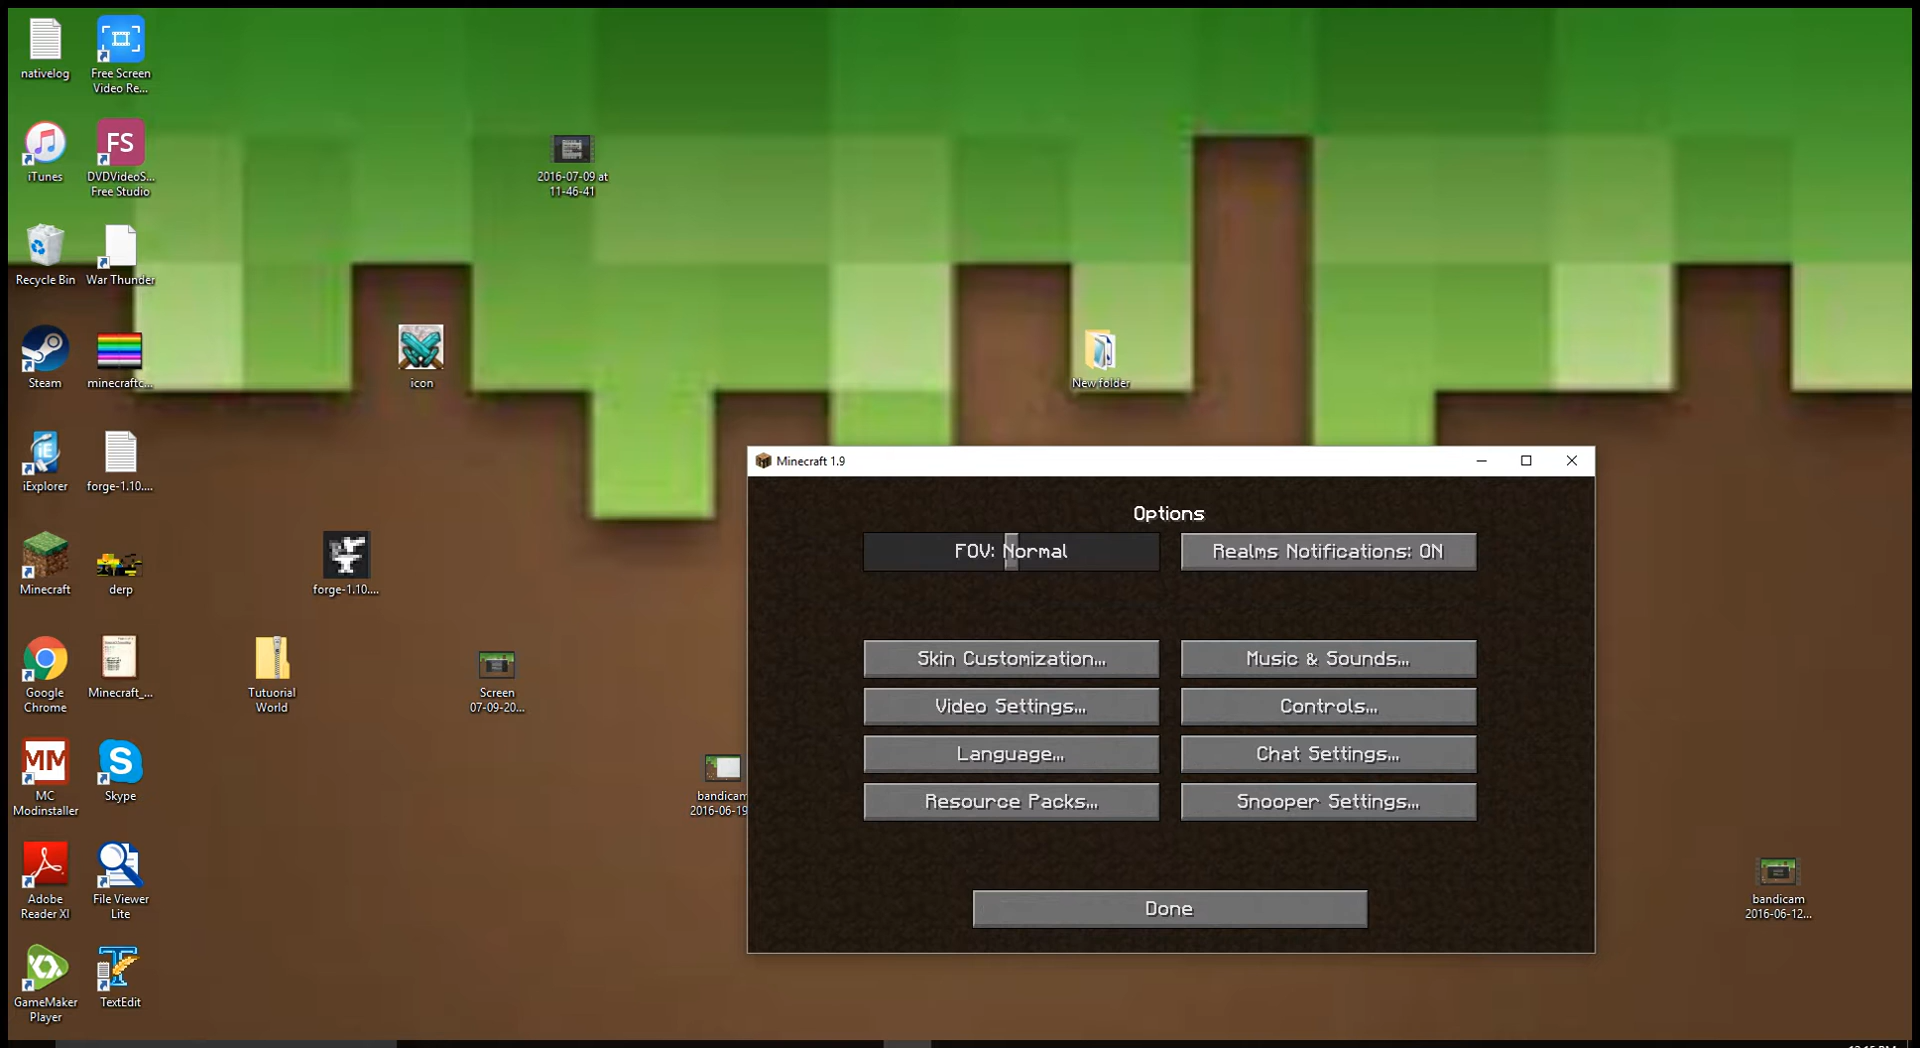 nativelog
Free Screen
Video Re...
iTunes
FS
DVDVideoS...
Free Studio
2016-07-09 at
11-46-41
Recycle Bin
War Thunder
Steam
minecraftc...
icon
New folder
iExplorer
forge-1.10....
Minecraft
derp
forge-1.10....
Google
Chrome
Minecraft_...
Tutuorial
World
Screen
07-09-20...
MM
MC
Modinstaller
Skype
bandicam
2016-06-19
Adobe
Reader XI
File Viewer
Lite
GameMaker
Player
TextEdit
Minecraft 1.9
Options
FOV: Normal
Realms Notifications: ON
Skin Customization...
Music & Sounds...
Video Settings...
Controls...
Language...
Chat Settings...
Resource Packs...
Snooper Settings...
Done
bandicam
2016-06-12...